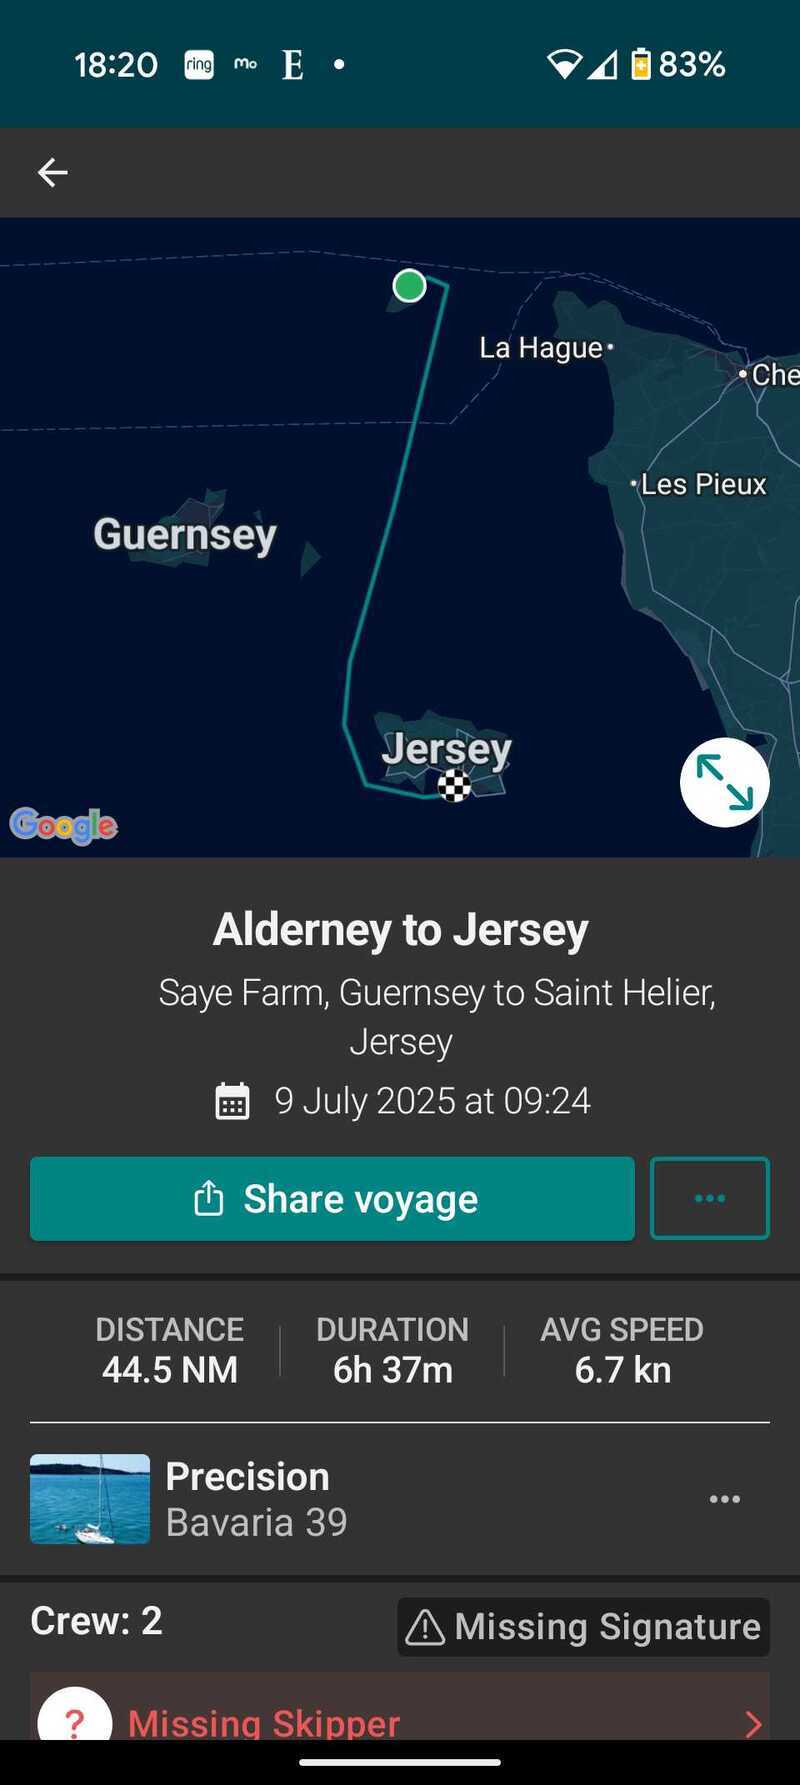 18:20 ring Mo E 83%
La Hague
Che
Les Pieux
Guernsey
Jersey
Google
Alderney to Jersey
Saye Farm, Guernsey to Saint Helier,
Jersey
9 July 2025 at 09:24
Share voyage
DISTANCE DURATION AVG SPEED
44.5 NM 6h 37m 6.7 kn
Precision
Bavaria 39
Crew: 2 Missing Signature
? Missing Skipper